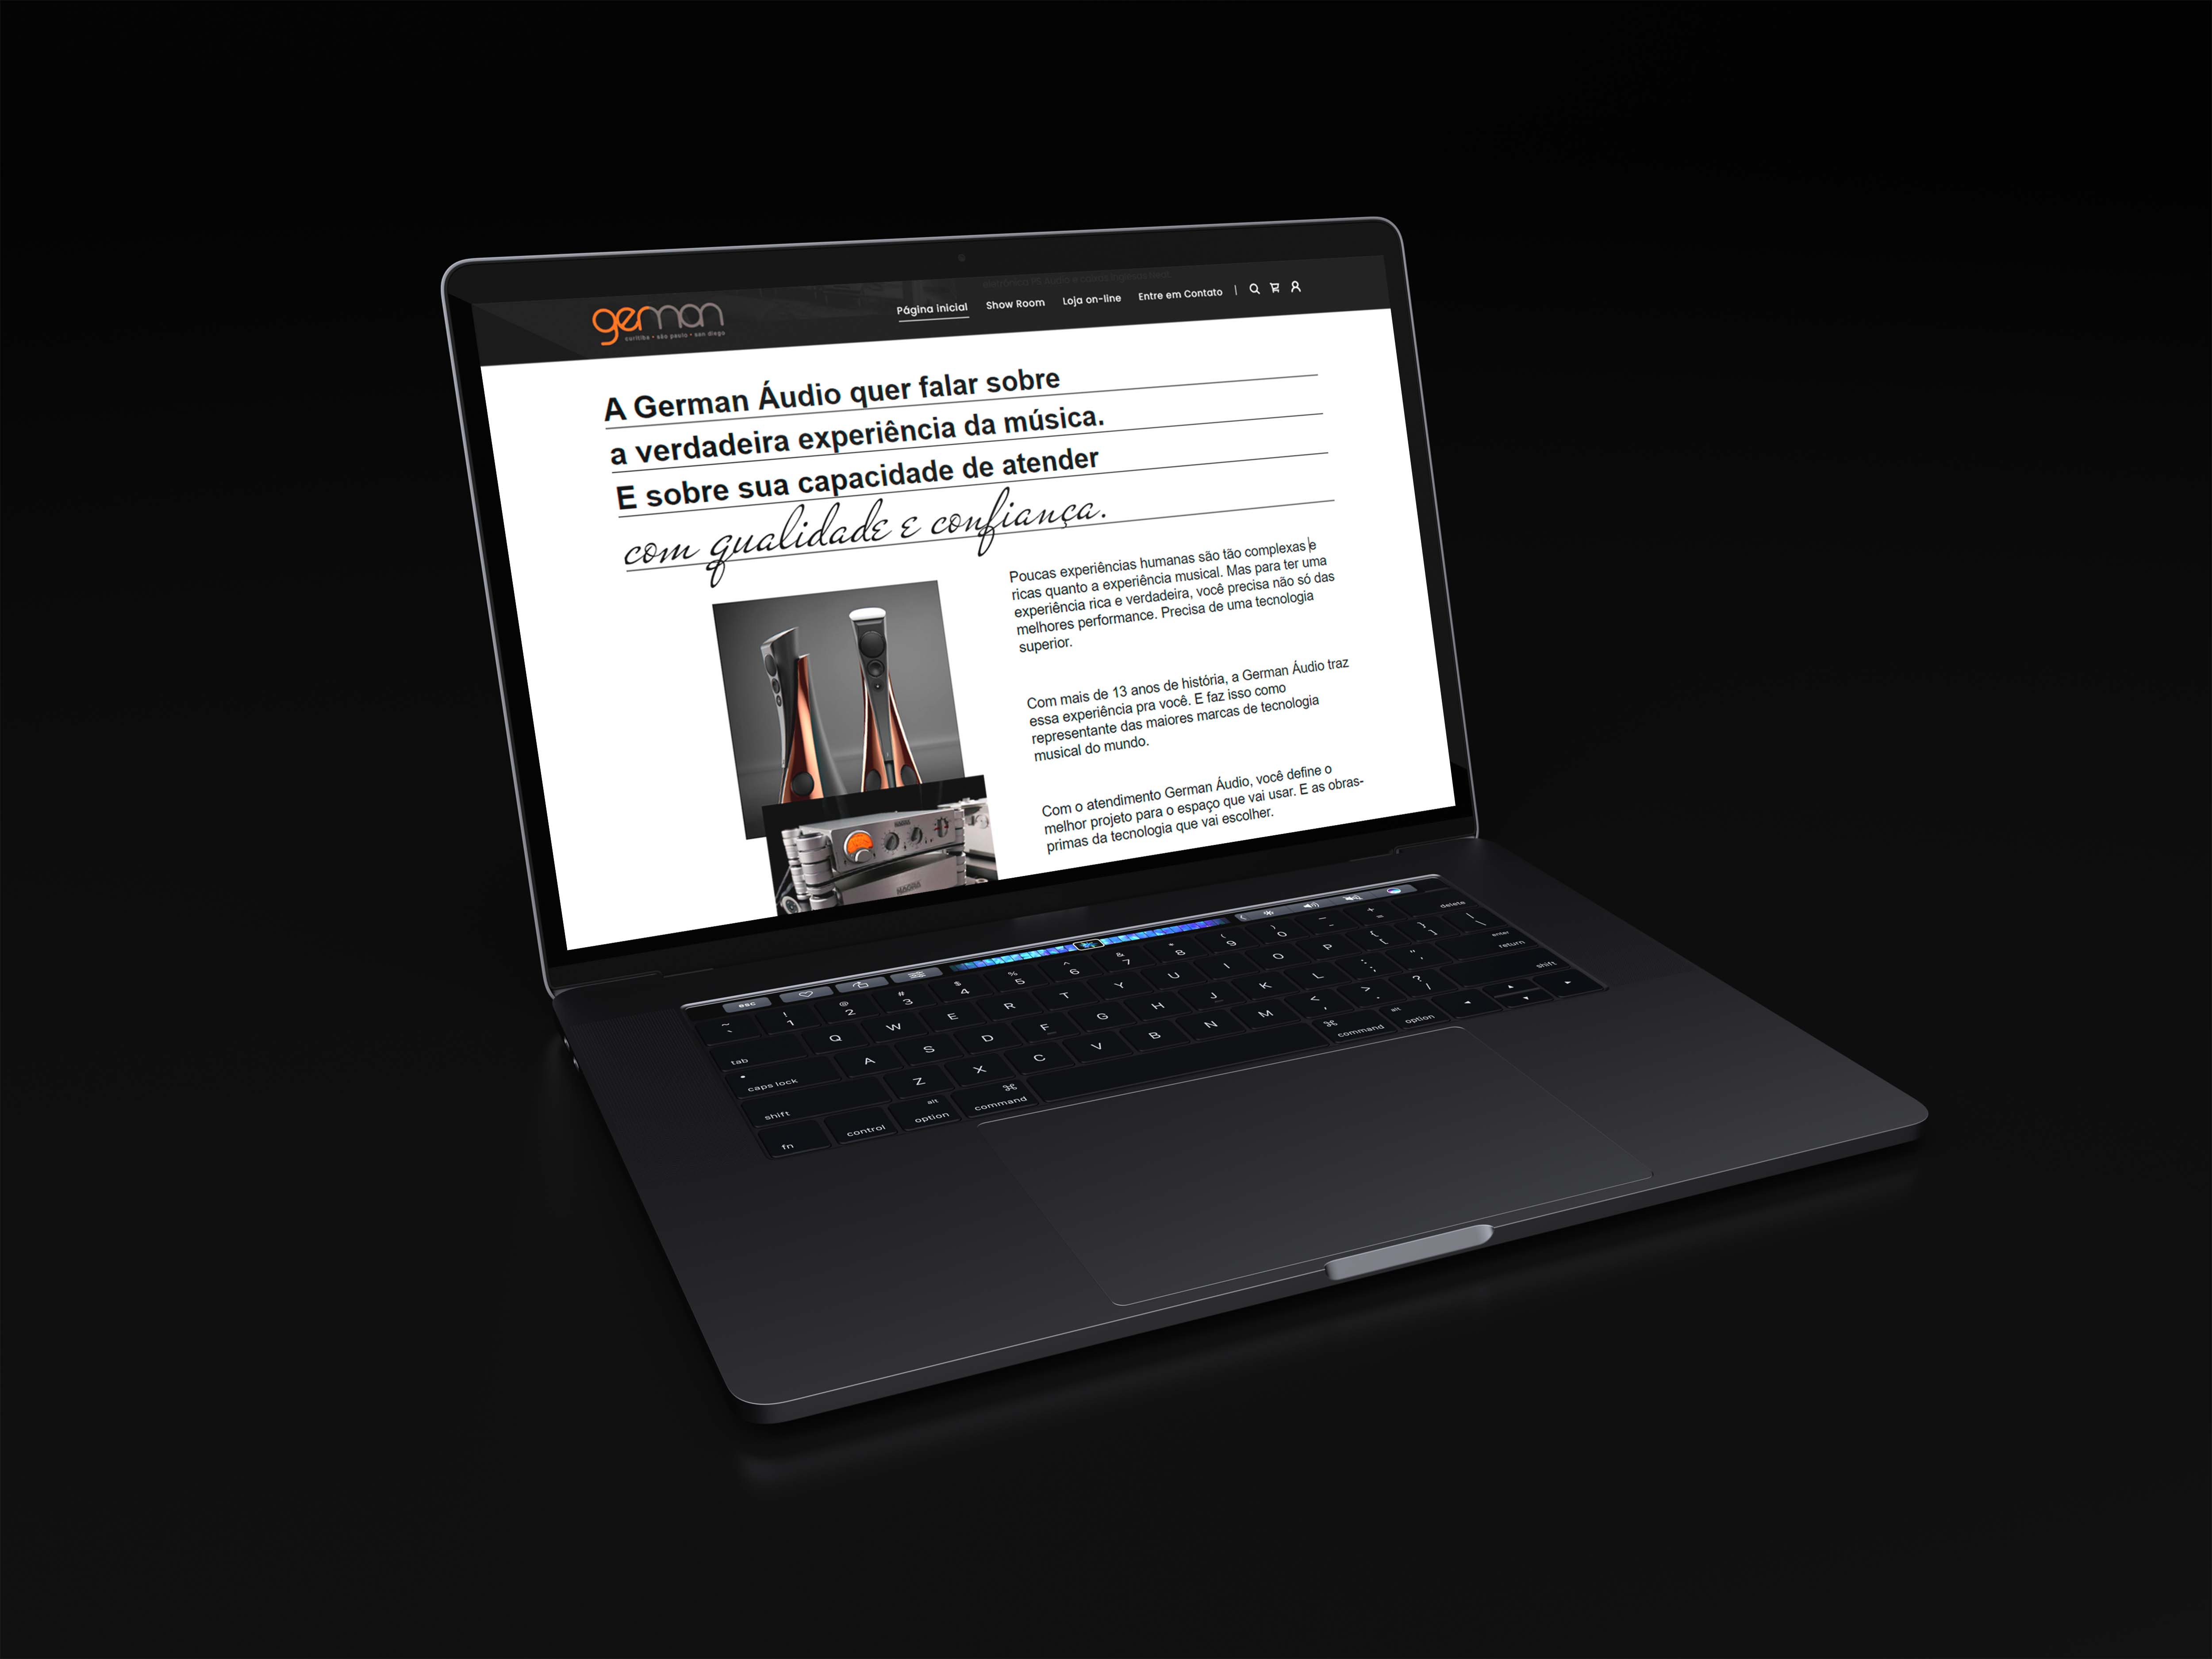 german
curitiba • são paulo • san diego
Página inicial Show Room Loja on-line Entre em Contato |
A German Áudio quer falar sobre
a verdadeira experiência da música.
E sobre sua capacidade de atender
com qualidade e confiança.
Poucas experiências humanas são tão complexas e
ricas quanto a experiência musical. Mas para ter uma
experiência rica e verdadeira, você precisa não só das
melhores performance. Precisa de uma tecnologia
superior.
Com mais de 13 anos de história, a German Áudio traz
essa experiência pra você. E faz isso como
representante das maiores marcas de tecnologia
musical do mundo.
Com o atendimento German Áudio, você define o
melhor projeto para o espaço que vai usar. E as obras-
primas da tecnologia que vai escolher.
NAGRA
esc
~ ! @ # $ % ^ & * ( ) _ +
` 1 2 3 4 5 6 7 8 9 0 - = delete
tab Q W E R T Y U I O P { [ } ] | \
caps lock A S D F G H J K L : ; " ' enter return
shift Z X C V B N M < , > . ? / shift
fn control alt option ⌘ command ⌘ command alt option